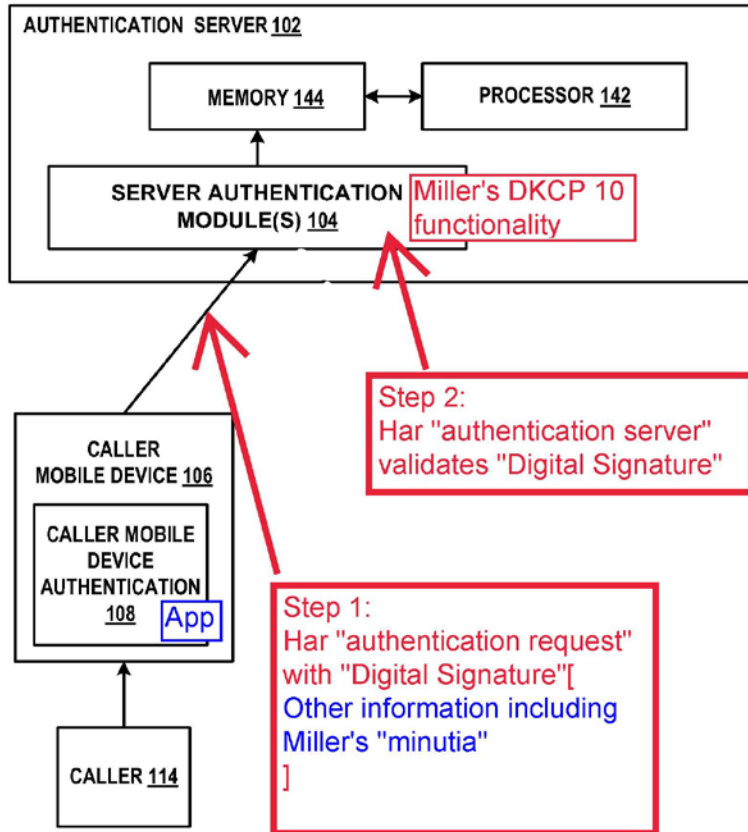 AUTHENTICATION SERVER 102
MEMORY 144
PROCESSOR 142
SERVER AUTHENTICATION
MODULE(S) 104
Miller's DKCP 10
functionality
Step 2:
Har "authentication server"
validates "Digital Signature"
CALLER
MOBILE DEVICE 106
CALLER MOBILE
DEVICE
AUTHENTICATION
108
App
Step 1:
Har "authentication request"
with "Digital Signature"[
Other information including
Miller's "minutia"
]
CALLER 114